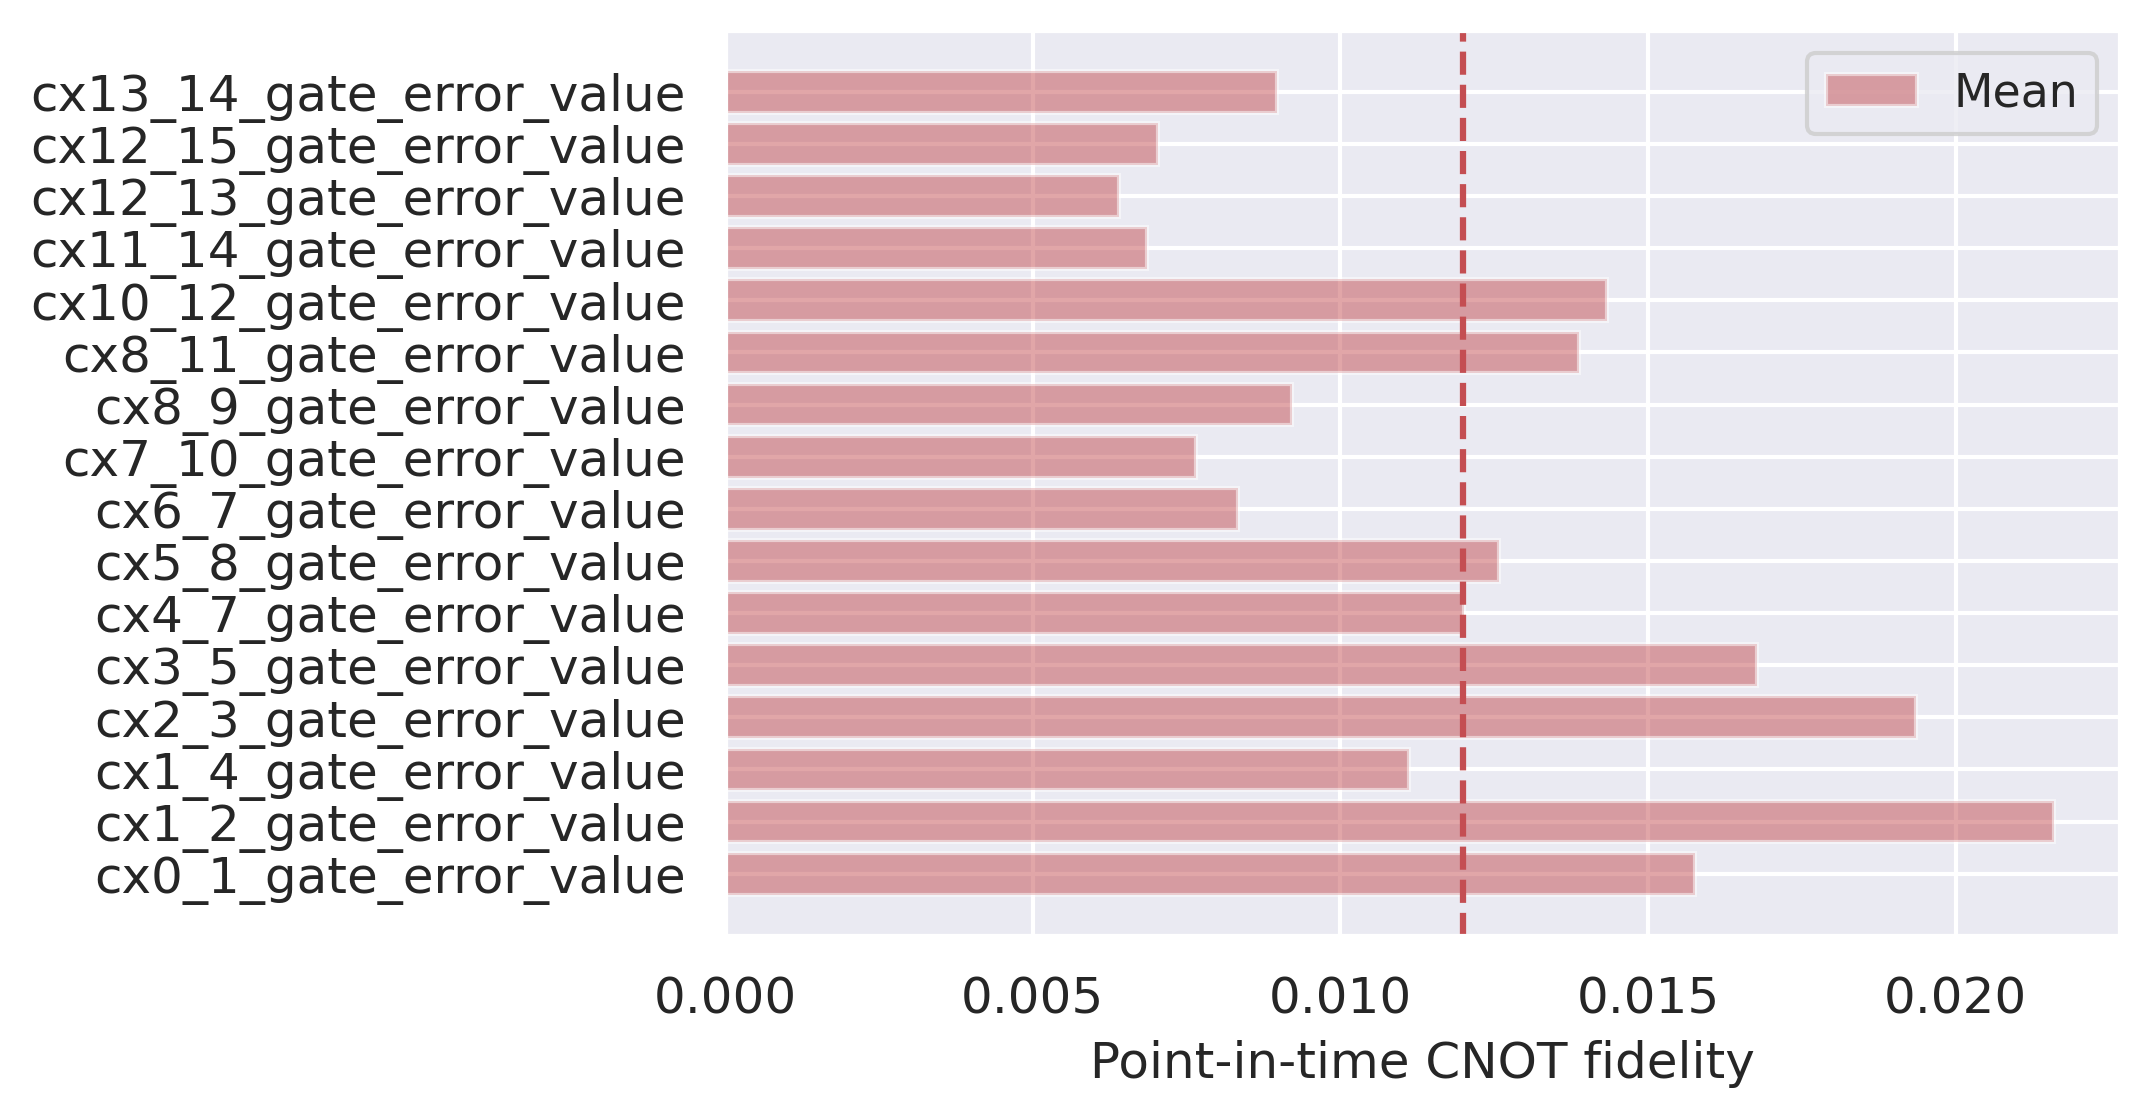 Mean
cx13_14_gate_error_value
cx12_15_gate_error_value
cx12_13_gate_error_value
cx11_14_gate_error_value
cx10_12_gate_error_value
cx8_11_gate_error_value
cx8_9_gate_error_value
cx7_10_gate_error_value
cx6_7_gate_error_value
cx5_8_gate_error_value
cx4_7_gate_error_value
cx3_5_gate_error_value
cx2_3_gate_error_value
cx1_4_gate_error_value
cx1_2_gate_error_value
cx0_1_gate_error_value
0.000 0.005 0.010 0.015 0.020
Point-in-time CNOT fidelity